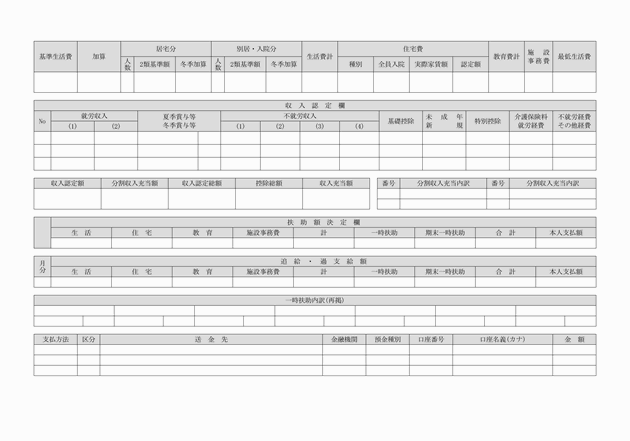 基準生活費 加算 居宅分 別居・入院分 生活費計 住宅費 教育費計 施設事務費 最低生活費
人数 2類基準額 冬季加算 人数 2類基準額 冬季加算 種別 全員入院 実際家賃額 認定額
収入認定欄
No 就労収入 夏季賞与等 冬季賞与等 不就労収入 基礎控除 未成年 新規 特別控除 介護保険料 就労経費 不就労経費 その他経費
(1) (2) (1) (2) (3) (4)
収入認定額 分割収入充当額 収入認定総額 控除総額 収入充当額 番号 分割収入充当内訳 番号 分割収入充当内訳
扶助額決定欄
生活 住宅 教育 施設事務費 計 一時扶助 期末一時扶助 合計 本人支払額
月分 追給・過支給額
生活 住宅 教育 施設事務費 計 一時扶助 期末一時扶助 合計 本人支払額
一時扶助内訳(再掲)
支払方法 区分 送金先 金融機関 預金種別 口座番号 口座名義(カナ) 金額